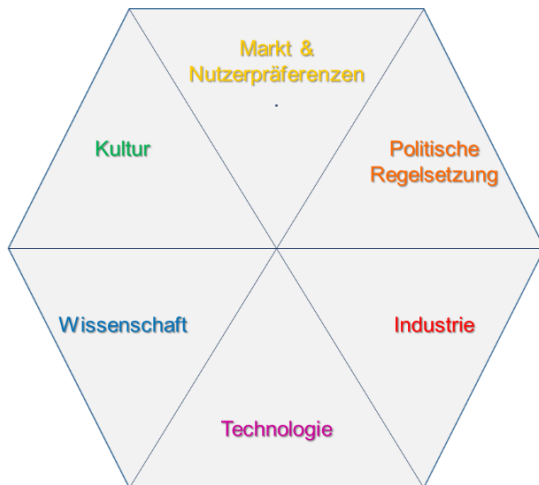 Markt &
Nutzerpräferenzen
.
Kultur
Politische
Regelsetzung
Wissenschaft
Industrie
Technologie